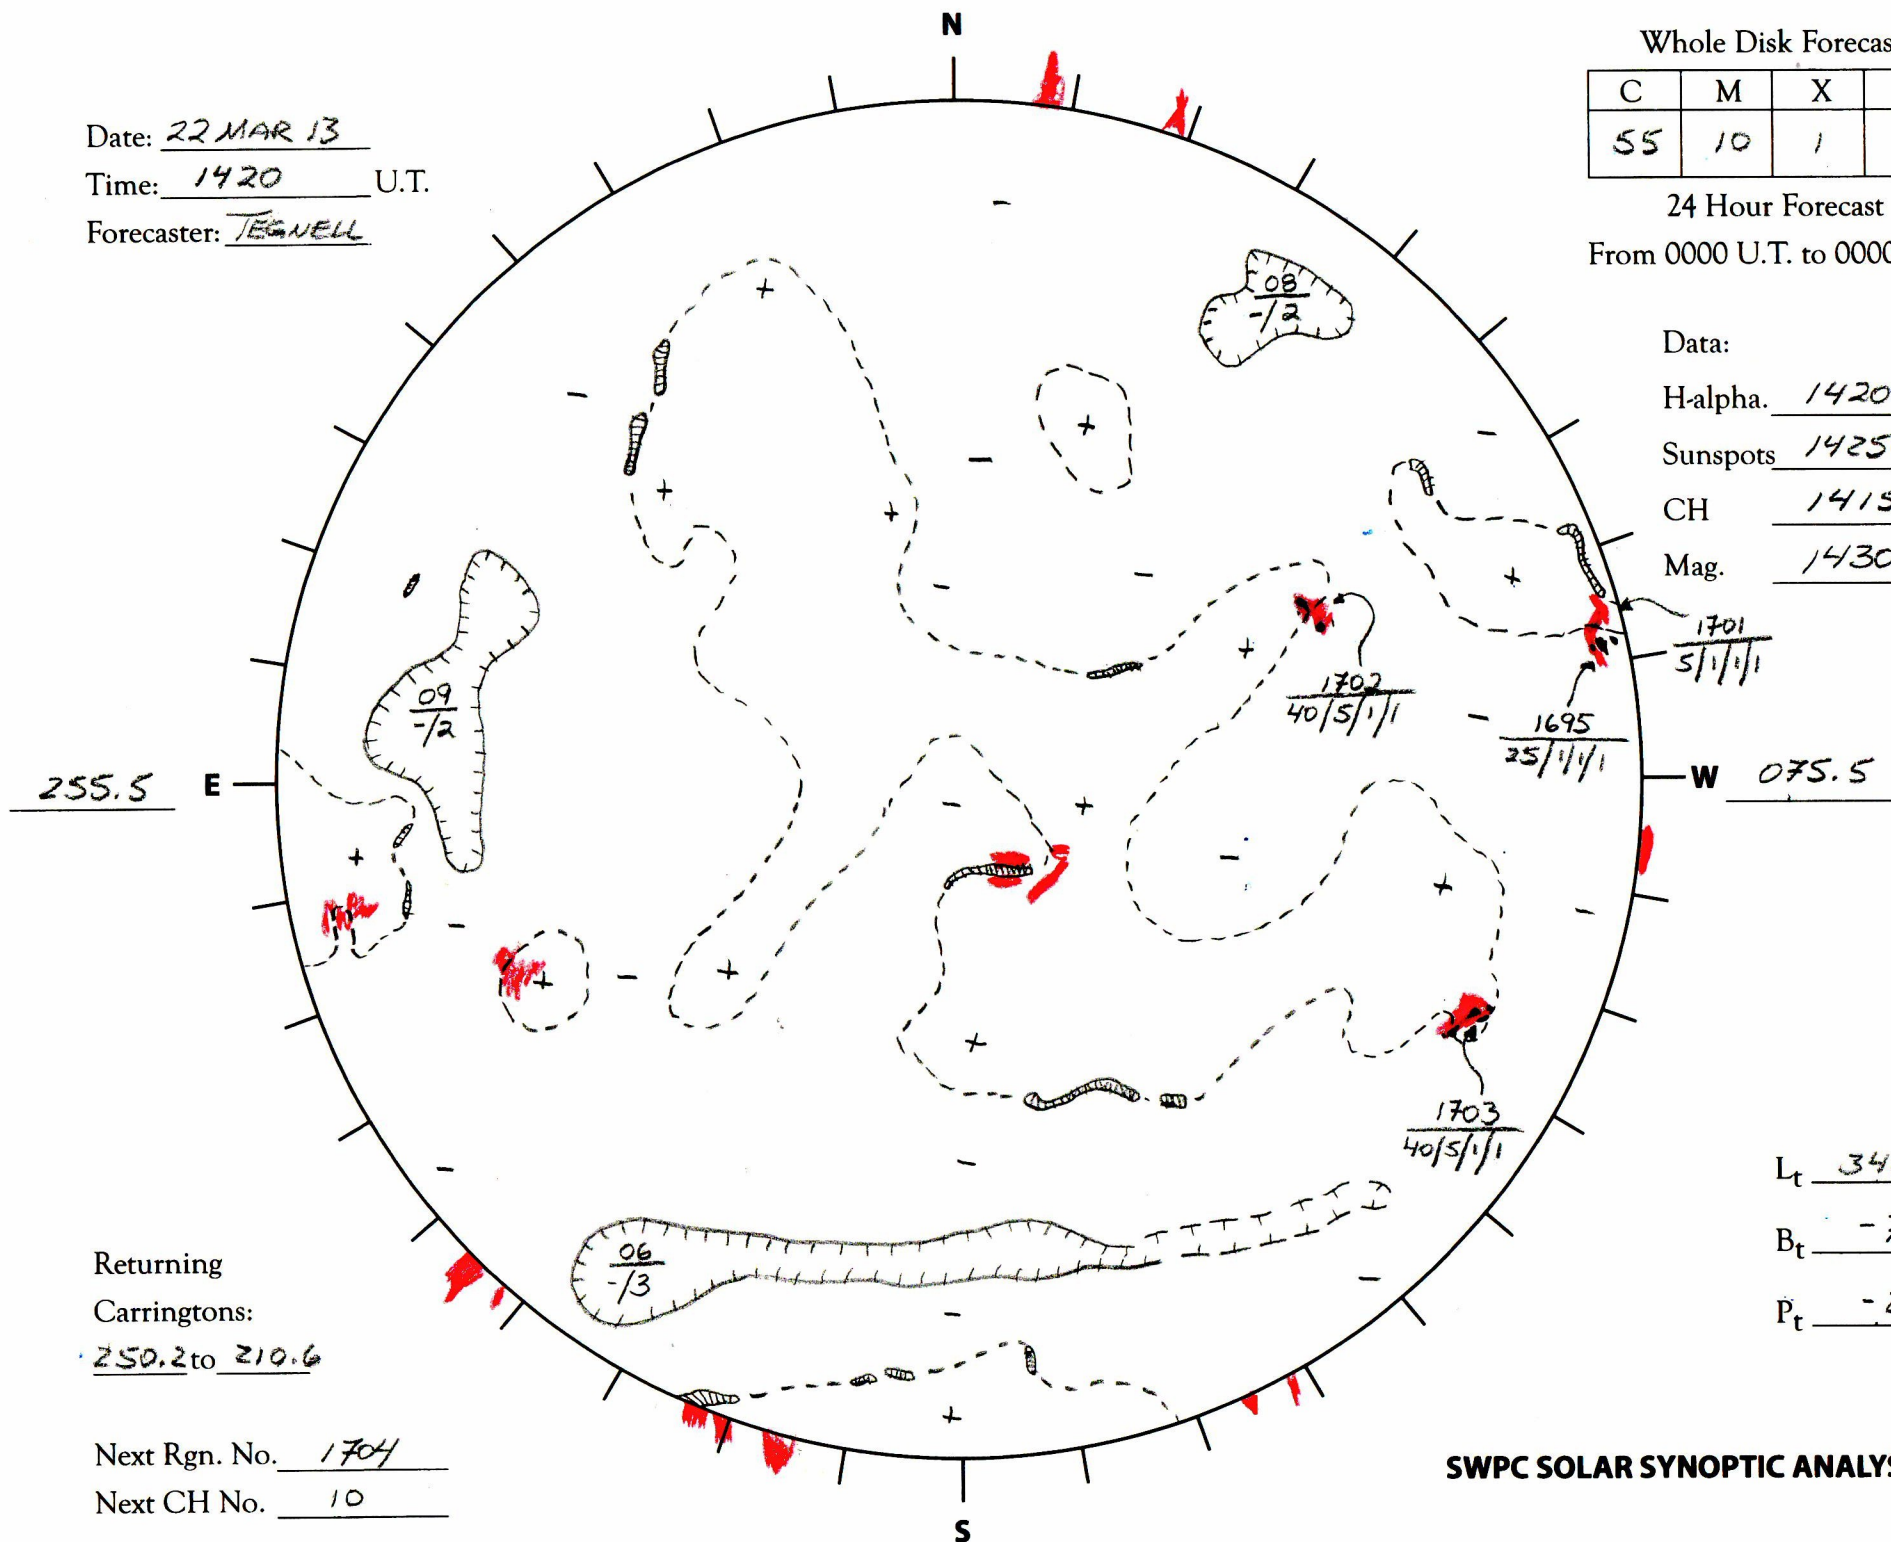 N
Whole Disk Forecas
C M X
55 10 1
24 Hour Forecast
From 0000 U.T. to 0000
Date: 22 MAR 13
Time: 1420 U.T.
Forecaster: TEGNELL
Data:
H-alpha. 1420
Sunspots 1425
CH 1415
Mag. 1430
08
-/2
1701
5/1/1/1
1702
40/5/1/1
1695
25/1/1/1
09
-/2
255.5 E
W 075.5
1703
40/5/1/1
Lt 34
Bt -
Pt -
06
-/3
Returning
Carringtons:
250.2 to 210.6
Next Rgn. No. 1704
Next CH No. 10
SWPC SOLAR SYNOPTIC ANALYS
S